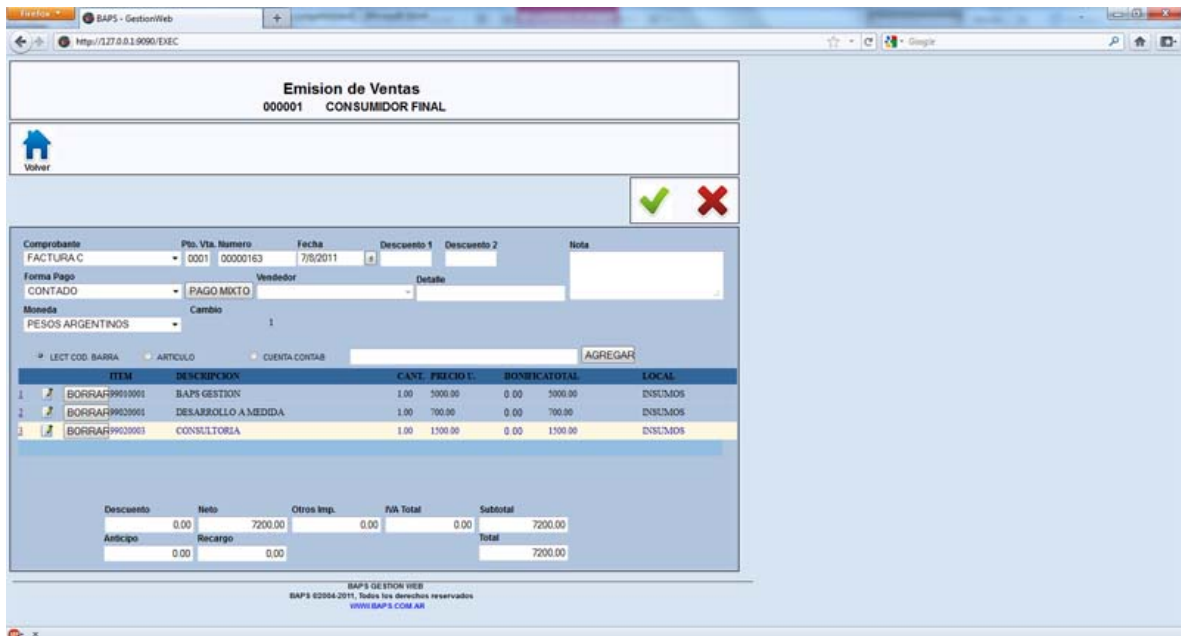 Firefox
BAPS - GestionWeb
+
http://127.0.0.1:9090/EXEC
Google
Emision de Ventas
000001 CONSUMIDOR FINAL
Volver
Comprobante Pto. Vta. Numero Fecha Descuento 1 Descuento 2 Nota
FACTURA C 0001 00000163 7/8/2011
Forma Pago Vendedor Detalle
CONTADO PAGO MIXTO
Moneda Cambio
PESOS ARGENTINOS 1
LECT COD. BARRA ARTICULO CUENTA CONTAB AGREGAR
ITEM DESCRIPCION CANT. PRECIO U. BONIFICATOTAL LOCAL
1 BORRAR 99010001 BAPS GESTION 1.00 5000.00 0.00 5000.00 INSUMOS
2 BORRAR 99020001 DESARROLLO A MEDIDA 1.00 700.00 0.00 700.00 INSUMOS
3 BORRAR 99020003 CONSULTORIA 1.00 1500.00 0.00 1500.00 INSUMOS
Descuento Neto Otros Imp. IVA Total Subtotal
0.00 7200.00 0.00 0.00 7200.00
Anticipo Recargo Total
0.00 0.00 7200.00
BAPS GESTION WEB
BAPS ©2004-2011, Todos los derechos reservados
WWW.BAPS.COM.AR